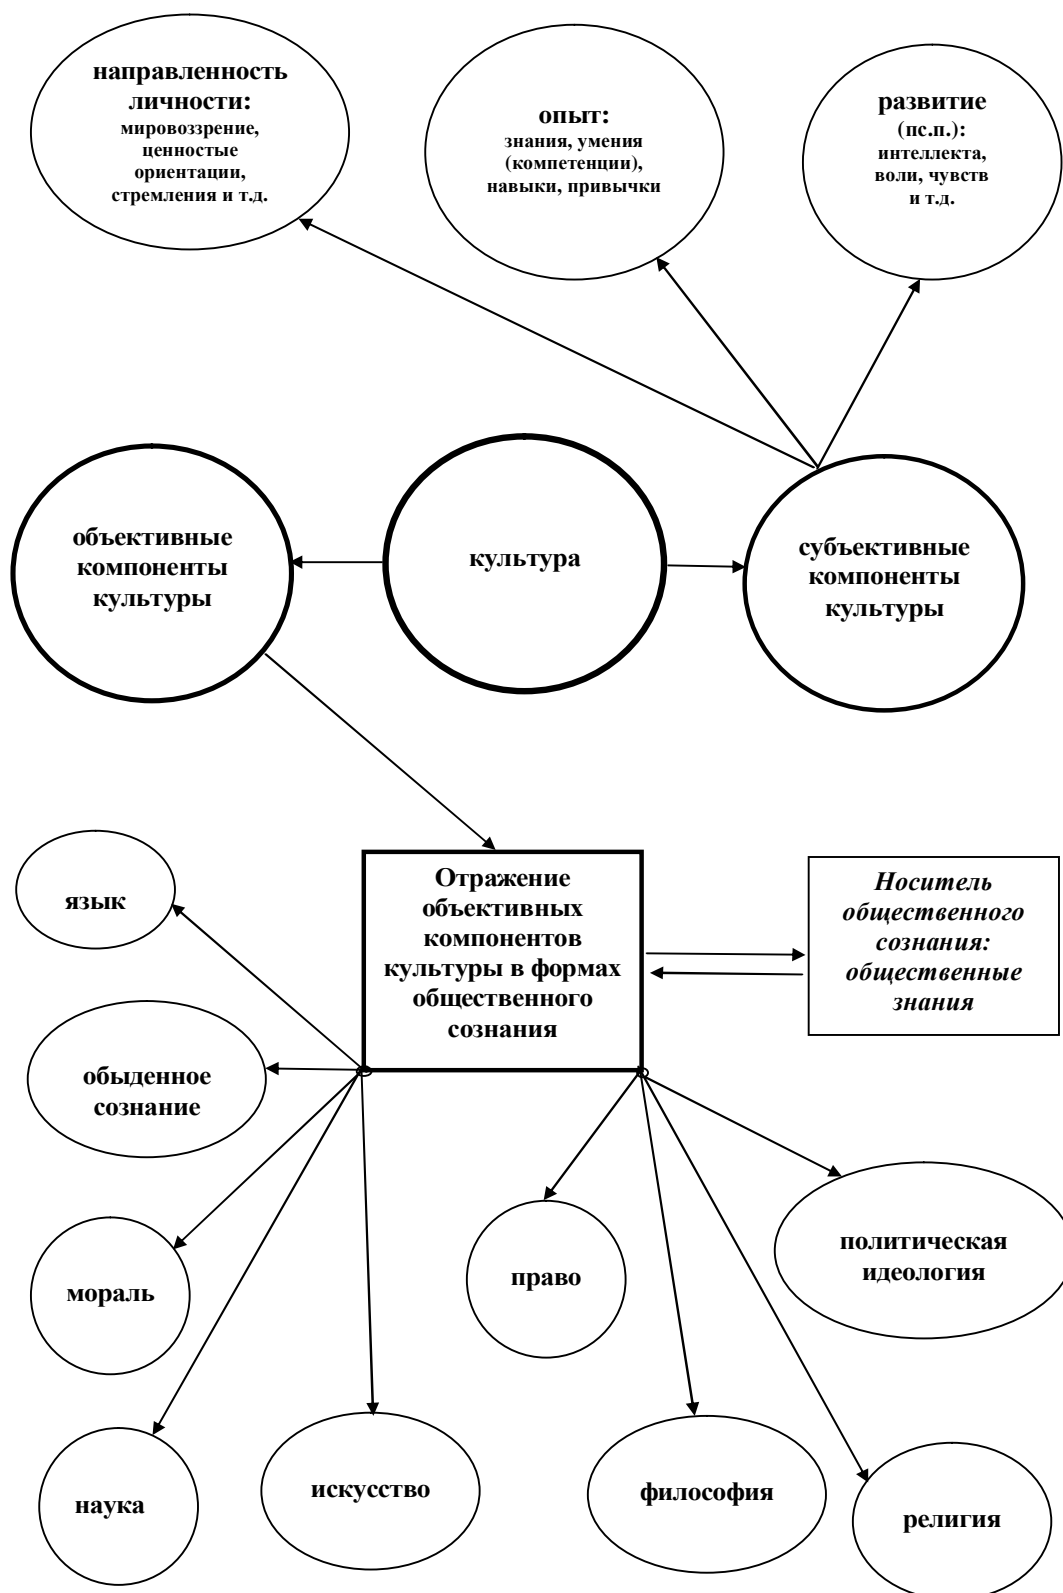 направленность
личности:
мировоззрение,
ценностые
ориентации,
стремления и т.д.
опыт:
знания, умения
(компетенции),
навыки, привычки
развитие
(пс.п.):
интеллекта,
воли, чувств
и т.д.
объективные
компоненты
культуры
культура
субъективные
компоненты
культуры
язык
Отражение
объективных
компонентов
культуры в формах
общественного
сознания
Носитель
общественного
сознания:
общественные
знания
обыденное
сознание
мораль
право
политическая
идеология
наука
искусство
философия
религия